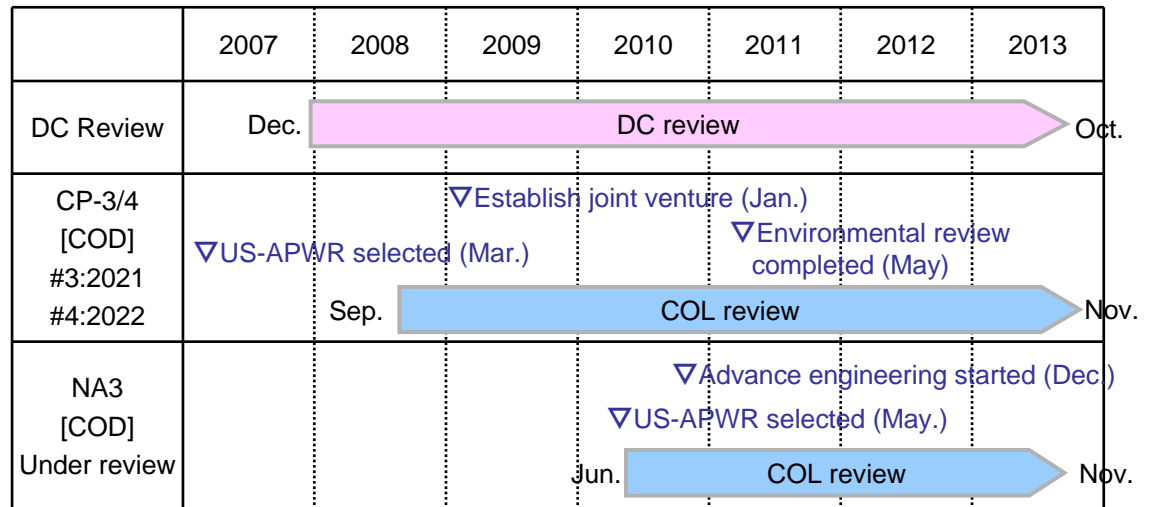 2007 2008 2009 2010 2011 2012 2013
DC Review
Dec.
DC review
Oct.
CP-3/4
[COD]
#3:2021
#4:2022
∇Establish joint venture (Jan.)
∇US-APWR selected (Mar.)
∇Environmental review
completed (May)
Sep.
COL review
Nov.
NA3
[COD]
Under review
∇Advance engineering started (Dec.)
∇US-APWR selected (May.)
Jun.
COL review
Nov.